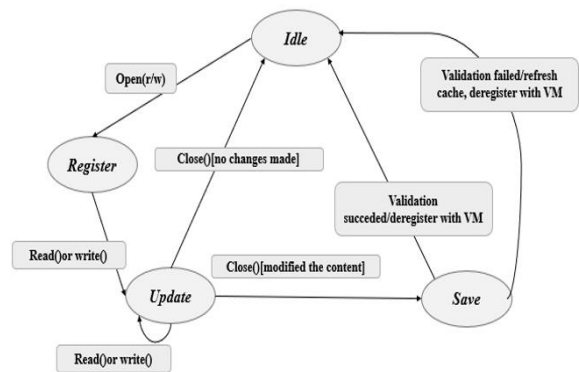 Idle
Open(r/w)
Validation failed/refresh
cache, deregister with VM
Register
Close()[no changes made]
Validation
succeded/deregister with VM
Read()or write()
Close()[modified the content]
Update
Save
Read()or write()